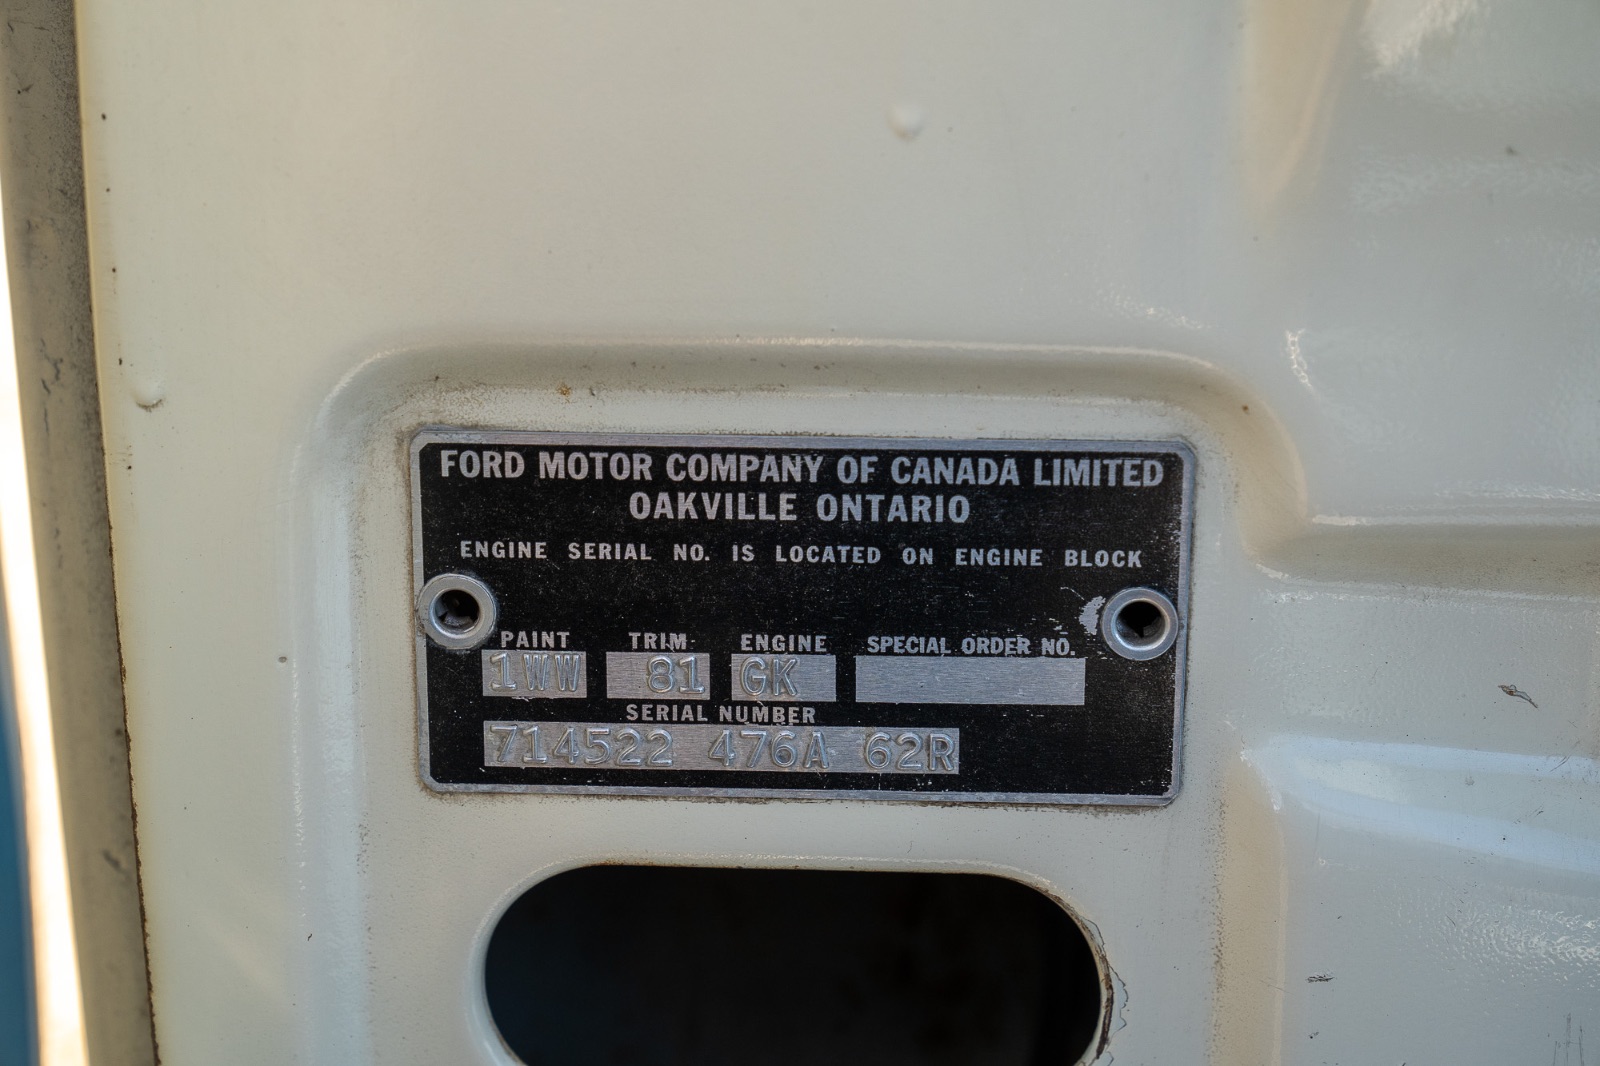 FORD MOTOR COMPANY OF CANADA LIMITED
OAKVILLE ONTARIO
ENGINE SERIAL NO. IS LOCATED ON ENGINE BLOCK
PAINT TRIM ENGINE SPECIAL ORDER NO.
1WW 81 GK
SERIAL NUMBER
714522 476A 62R